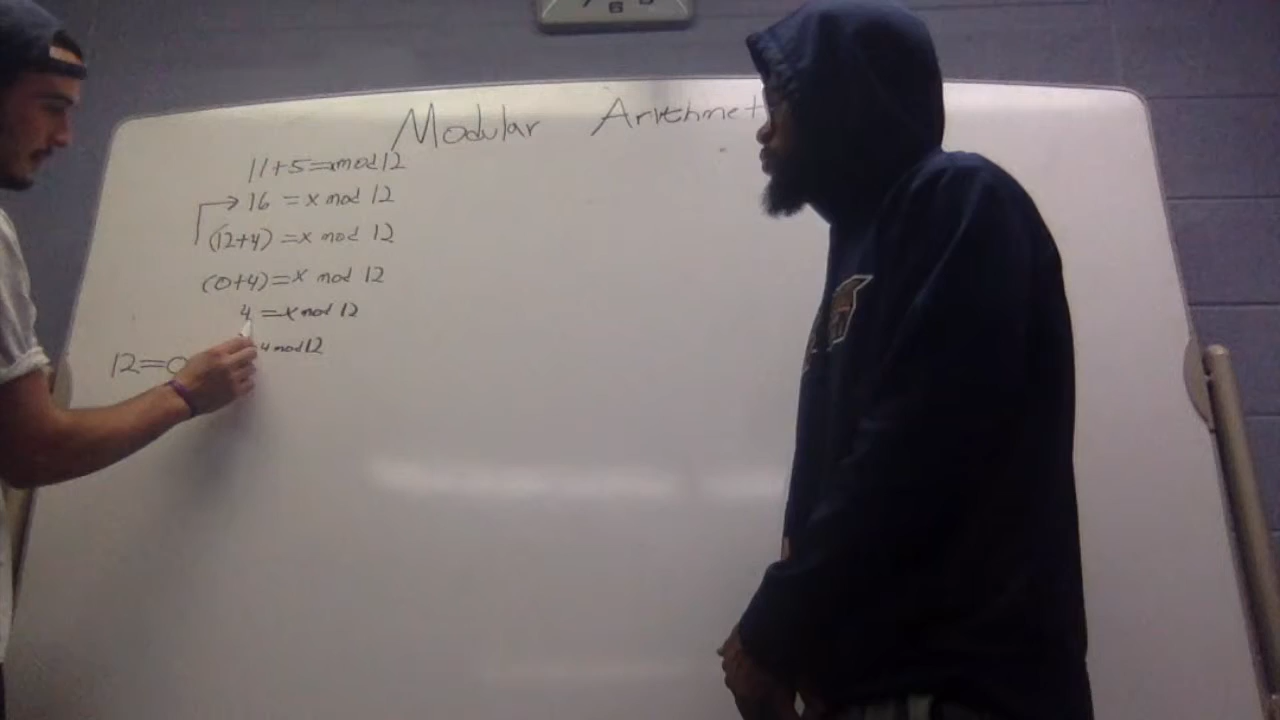 Modular Arithmet
11+5=xmod12
16 = x mod 12
(12+4) = x mod 12
(0+4) = x mod 12
4 = x mod 12
=4 mod 12
12=0